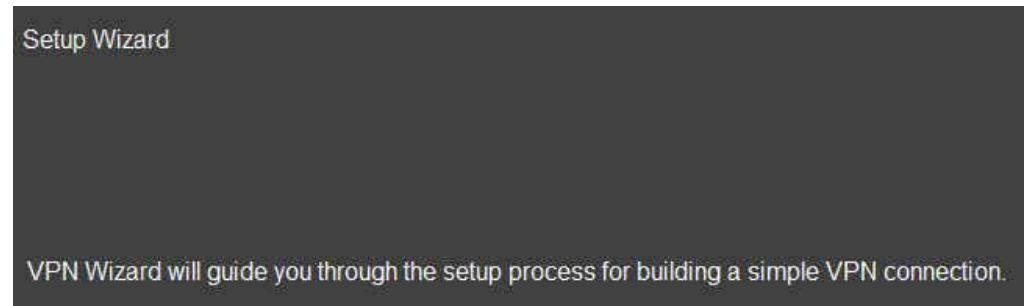 Setup Wizard
VPN Wizard will guide you through the setup process for building a simple VPN connection.